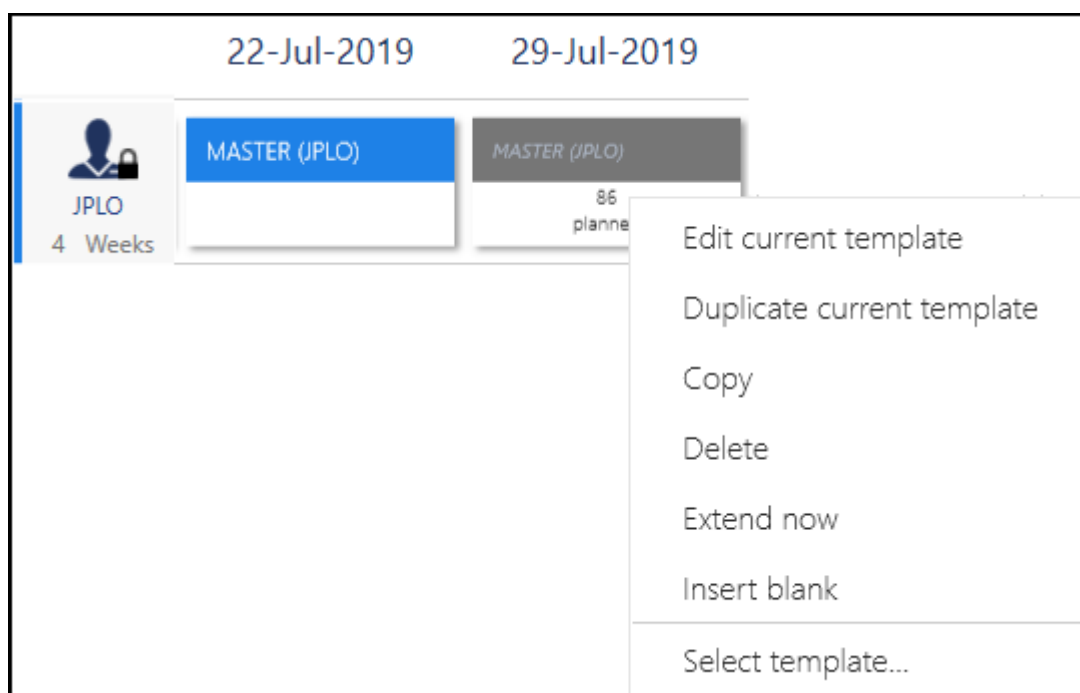 22-Jul-2019 29-Jul-2019
MASTER (JPLO) MASTER (JPLO)
JPLO
4 Weeks
86
planne
Edit current template
Duplicate current template
Copy
Delete
Extend now
Insert blank
Select template...